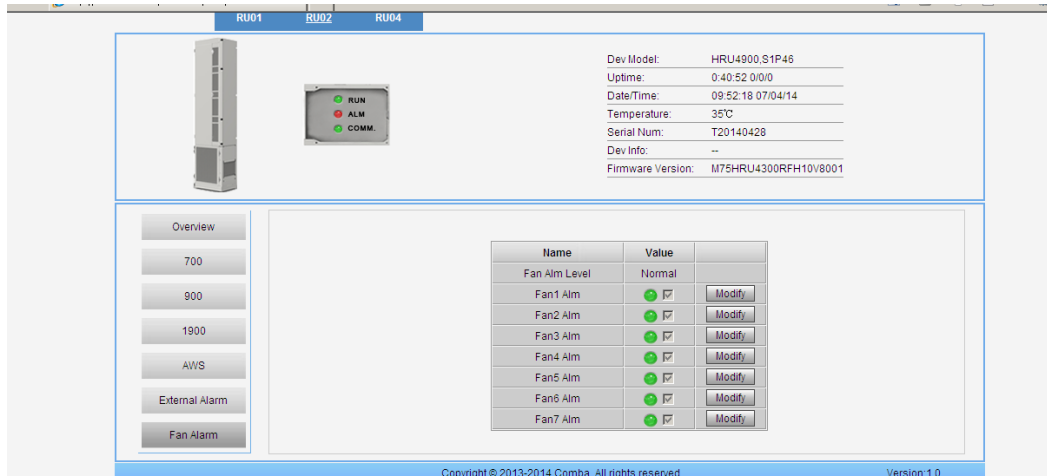 RU01 RU02 RU04
RUN
ALM
COMM.
Dev Model: HRU4900,S1P46
Uptime: 0:40:52 0/0/0
Date/Time: 09:52:18 07/04/14
Temperature: 35℃
Serial Num: T20140428
Dev Info: --
Firmware Version: M75HRU4300RFH10V8001
Overview
700
900
1900
AWS
External Alarm
Fan Alarm
Name Value
Fan Alm Level Normal
Fan1 Alm Modify
Fan2 Alm Modify
Fan3 Alm Modify
Fan4 Alm Modify
Fan5 Alm Modify
Fan6 Alm Modify
Fan7 Alm Modify
Copyright © 2013-2014 Comba. All rights reserved Version:1.0